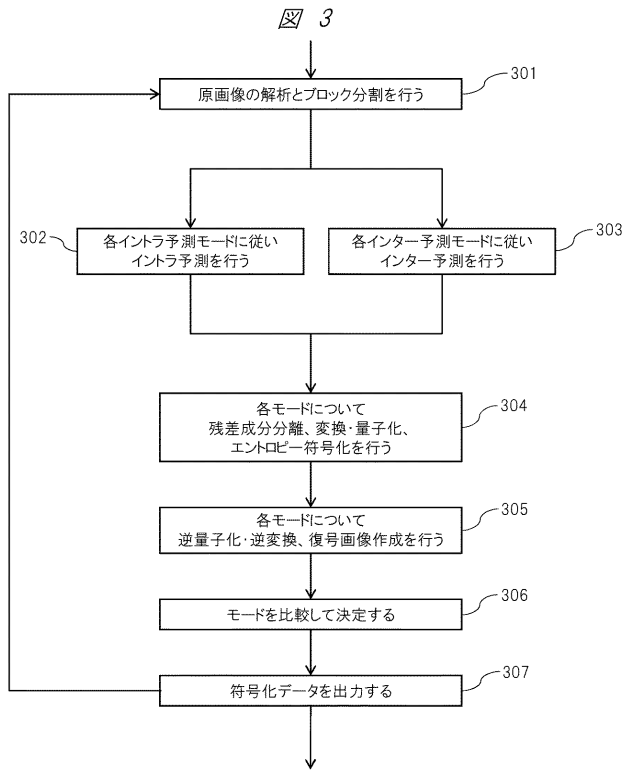 図 3
301
原画像の解析とブロック分割を行う
302
各イントラ予測モードに従い
イントラ予測を行う
303
各インター予測モードに従い
インター予測を行う
304
各モードについて
残差成分分離、変換・量子化、
エントロピー符号化を行う
305
各モードについて
逆量子化・逆変換、復号画像作成を行う
306
モードを比較して決定する
307
符号化データを出力する